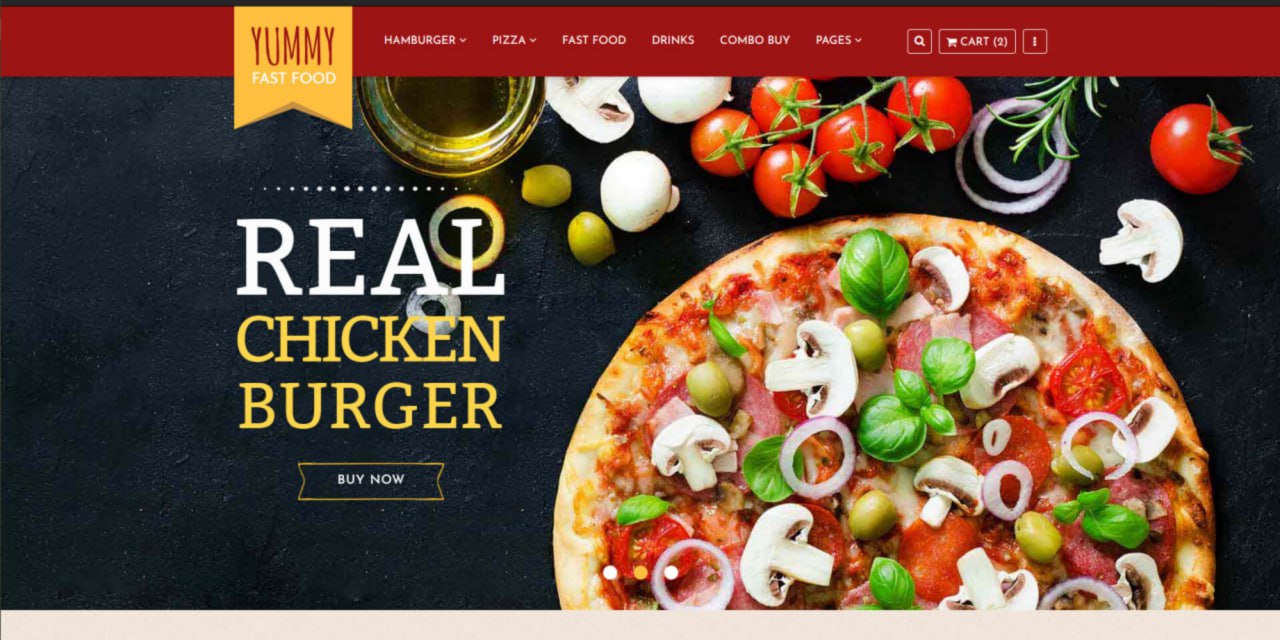 YUMMY
FAST FOOD
HAMBURGER PIZZA FAST FOOD DRINKS COMBO BUY PAGES
CART (2)
REAL
CHICKEN
BURGER
BUY NOW